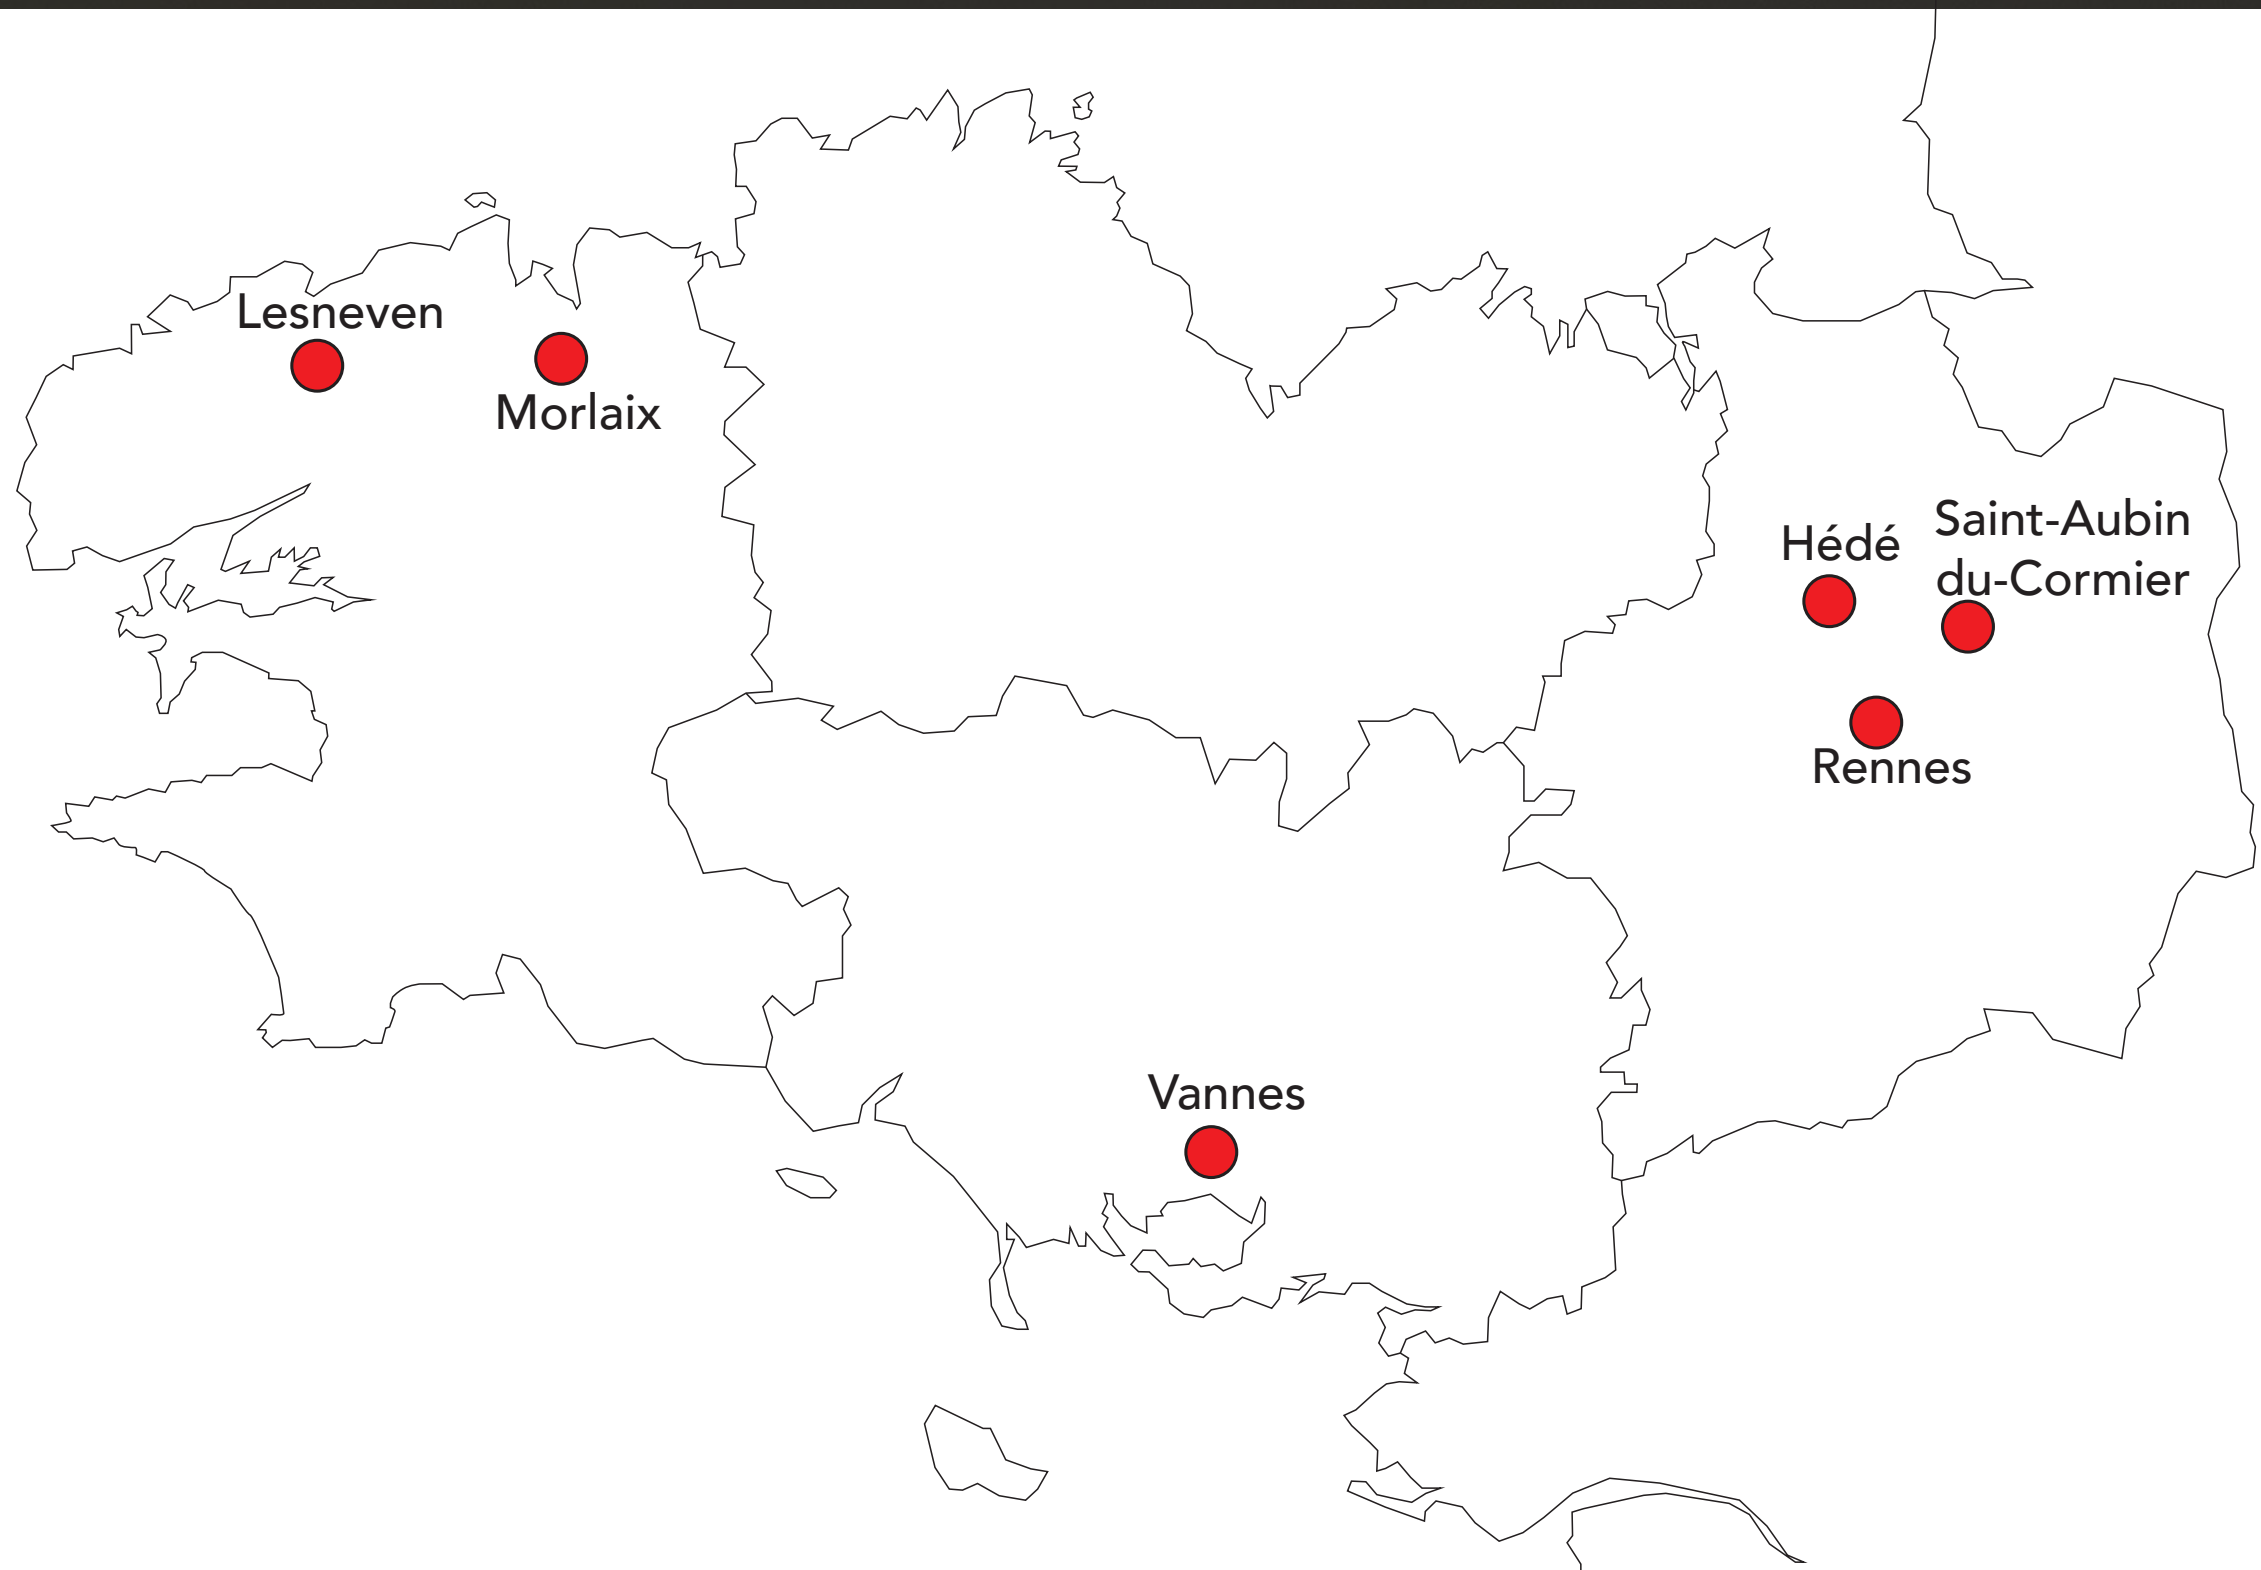 Lesneven
Morlaix
Hédé
Saint-Aubin
du-Cormier
Rennes
Vannes